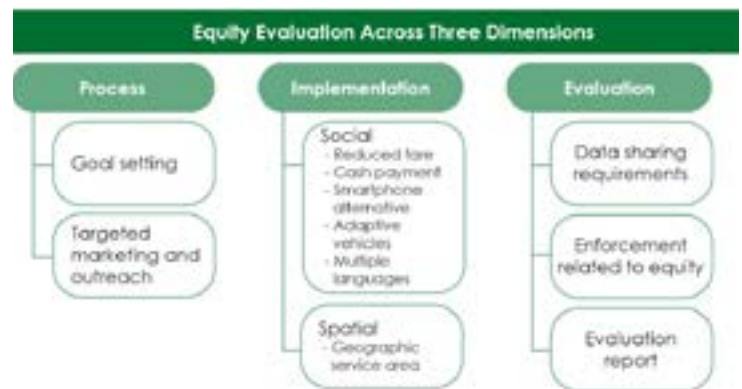 Equity Evaluation Across Three Dimensions
Process
Goal setting
Targeted
marketing and
outreach
Implementation
Social
- Reduced fare
- Cash payment
- Smartphone
alternative
- Adaptive
vehicles
- Multiple
languages
Spatial
- Geographic
service area
Evaluation
Data sharing
requirements
Enforcement
related to equity
Evaluation
report